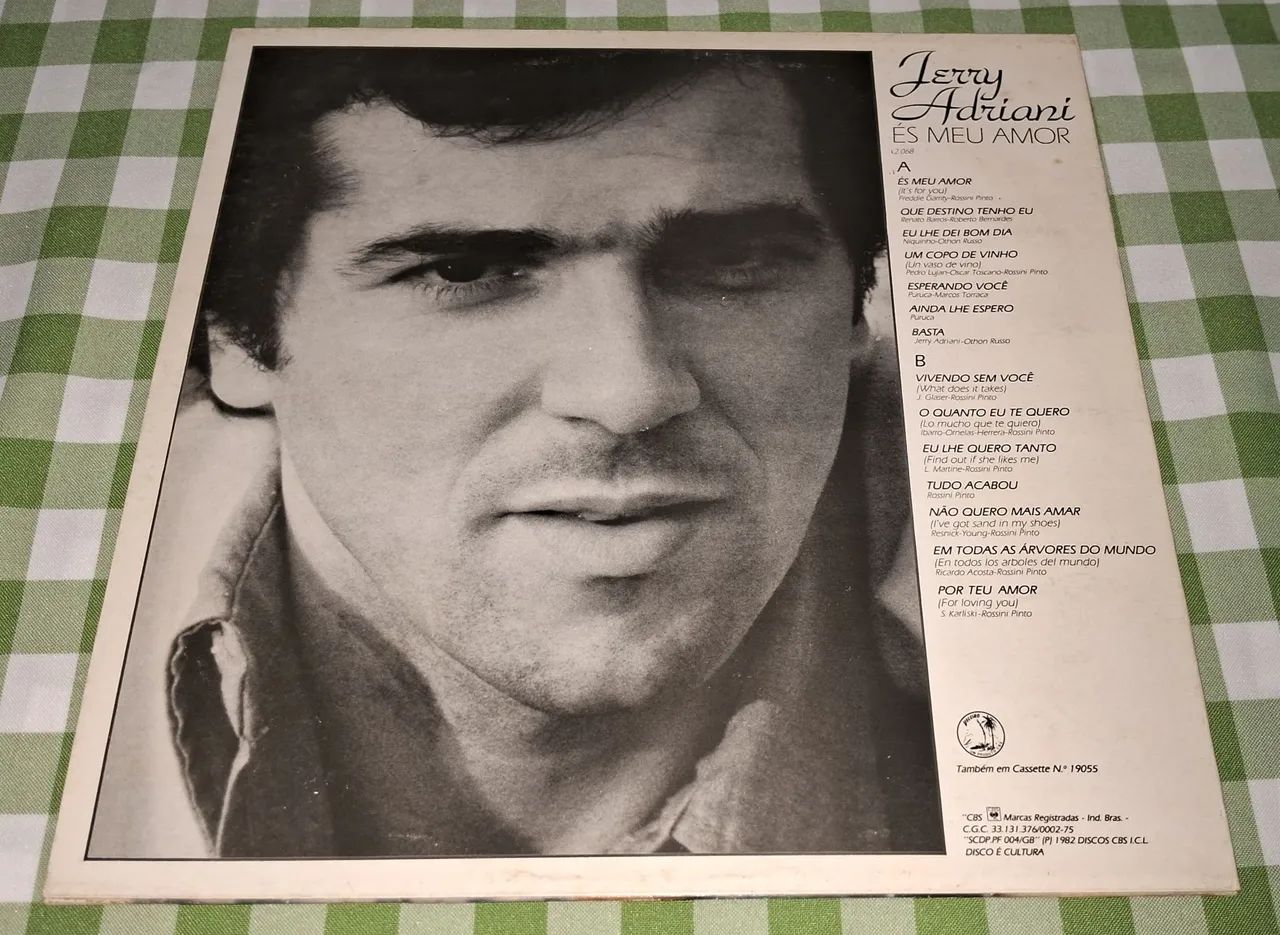 Jerry
Adriani
ÉS MEU AMOR
A
ÉS MEU AMOR
(It's for you)
Freddie Garrity-Rossini Pinto
QUE DESTINO TENHO EU
Renato Barros-Roberto Bernardes
EU LHE DEI BOM DIA
Niquinho-Othon Russo
UM COPO DE VINHO
(Un vaso de vino)
Pedro Lujan-Oscar Toscano-Rossini Pinto
ESPERANDO VOCÊ
Puruca-Marcos Torraca
AINDA LHE ESPERO
Puruca
BASTA
Jerry Adriani-Othon Russo
B
VIVENDO SEM VOCÊ
(What does it takes)
J. Glaser-Rossini Pinto
O QUANTO EU TE QUERO
(Lo mucho que te quiero)
Ibarro-Ornelas-Herrera-Rossini Pinto
EU LHE QUERO TANTO
(Find out if she likes me)
L. Martine-Rossini Pinto
TUDO ACABOU
Rossini Pinto
NÃO QUERO MAIS AMAR
(I've got sand in my shoes)
Resnick-Young-Rossini Pinto
EM TODAS AS ÁRVORES DO MUNDO
(En todos los arboles del mundo)
Ricardo Acosta-Rossini Pinto
POR TEU AMOR
(For loving you)
S. Karliski-Rossini Pinto
Também em Cassette N.º 19055
"CBS Marcas Registradas - Ind. Bras. -
C.G.C. 33.131.376/0002-75
"SCDP.PF 004/GB" (P) 1982 DISCOS CBS I.C.L
DISCO É CULTURA